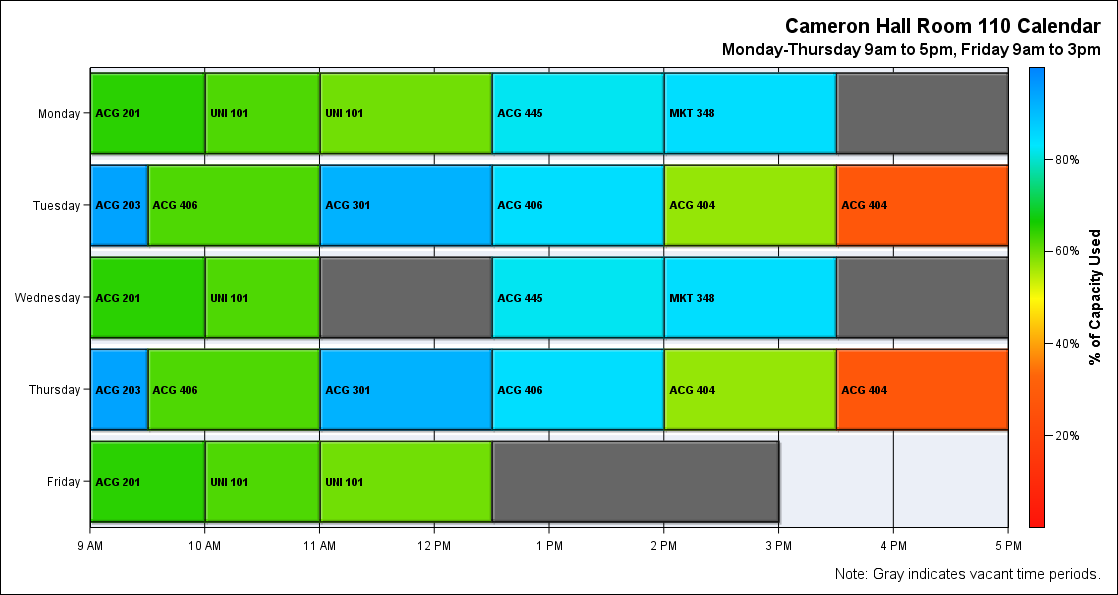 Cameron Hall Room 110 Calendar
Monday-Thursday 9am to 5pm, Friday 9am to 3pm
Monday ACG 201 UNI 101 UNI 101 ACG 445 MKT 348
Tuesday ACG 203 ACG 406 ACG 301 ACG 406 ACG 404 ACG 404
Wednesday ACG 201 UNI 101 ACG 445 MKT 348
Thursday ACG 203 ACG 406 ACG 301 ACG 406 ACG 404 ACG 404
Friday ACG 201 UNI 101 UNI 101
9 AM 10 AM 11 AM 12 PM 1 PM 2 PM 3 PM 4 PM 5 PM
80%
60%
40%
20%
% of Capacity Used
Note: Gray indicates vacant time periods.